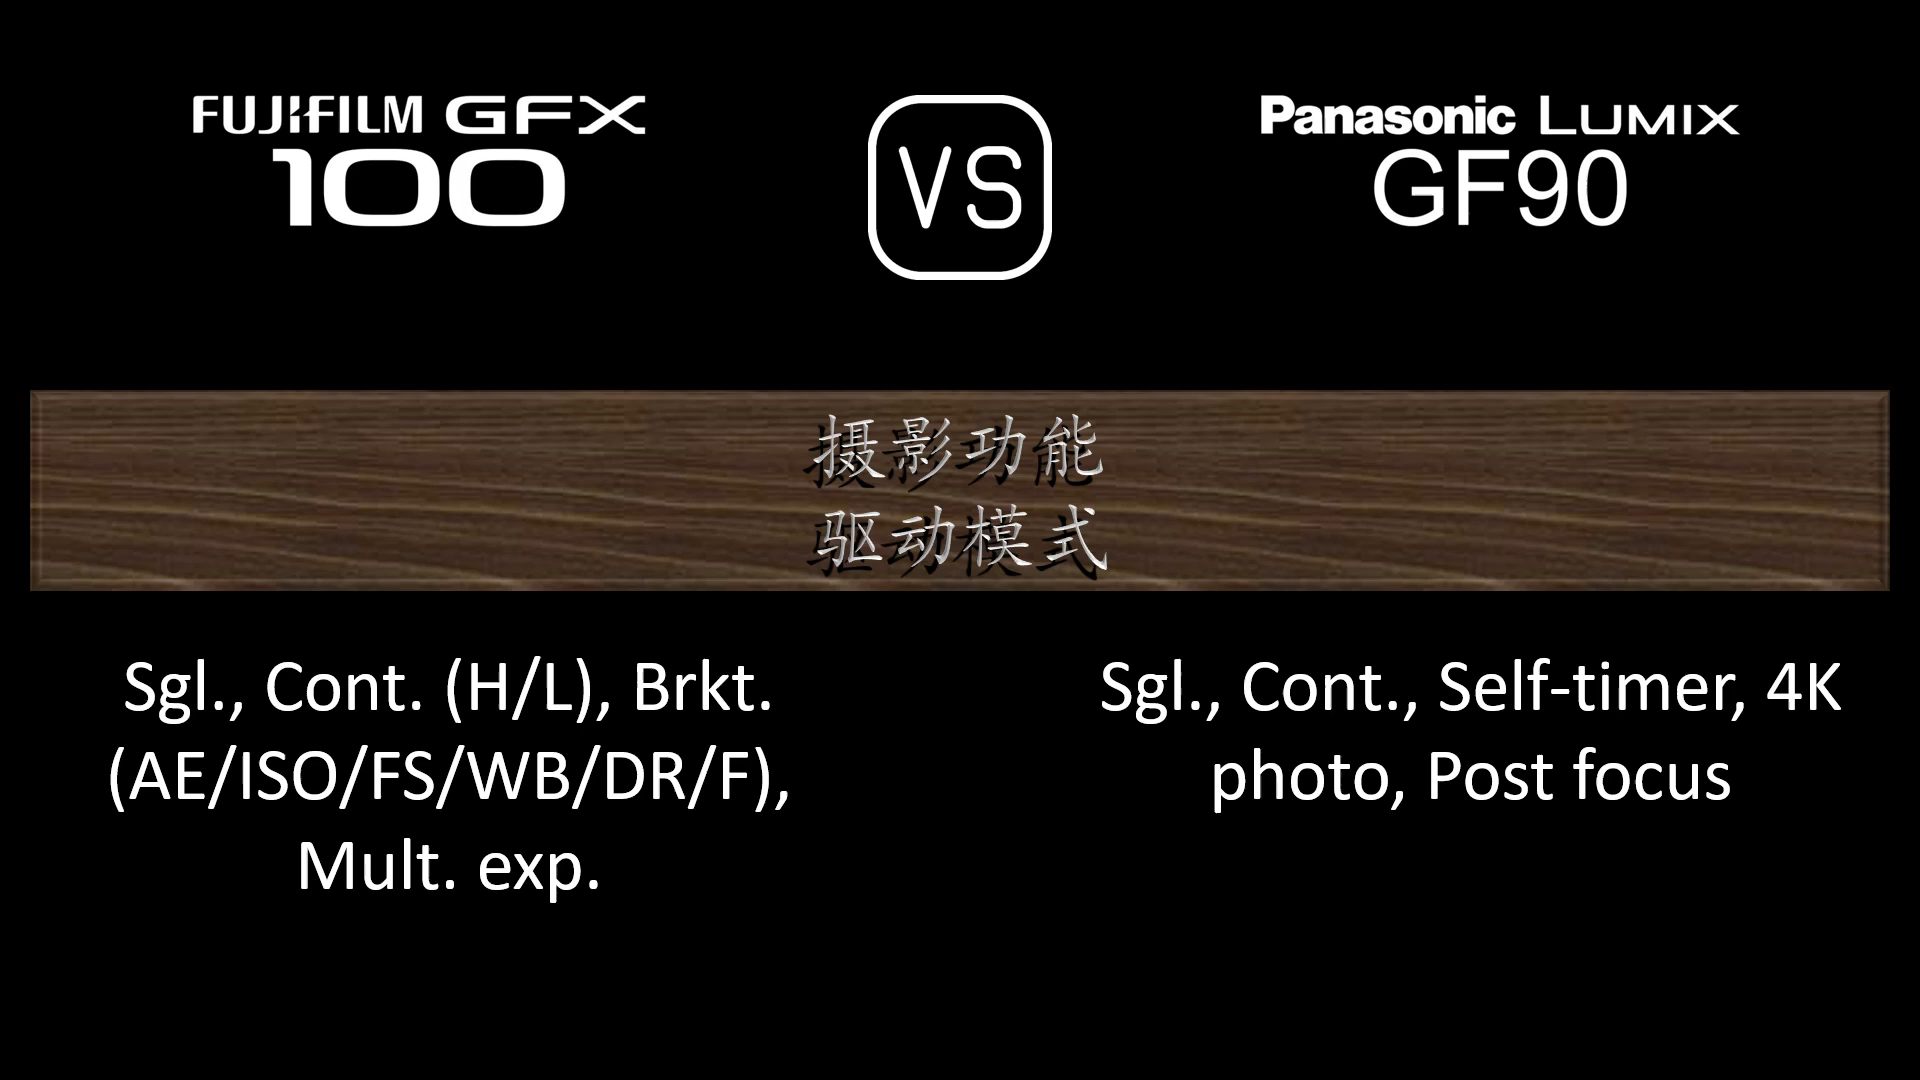 FUJIFILM GFX
100
VS
Panasonic LUMIX
GF90
摄影功能
驱动模式
Sgl., Cont. (H/L), Brkt.
(AE/ISO/FS/WB/DR/F),
Mult. exp.
Sgl., Cont., Self-timer, 4K
photo, Post focus